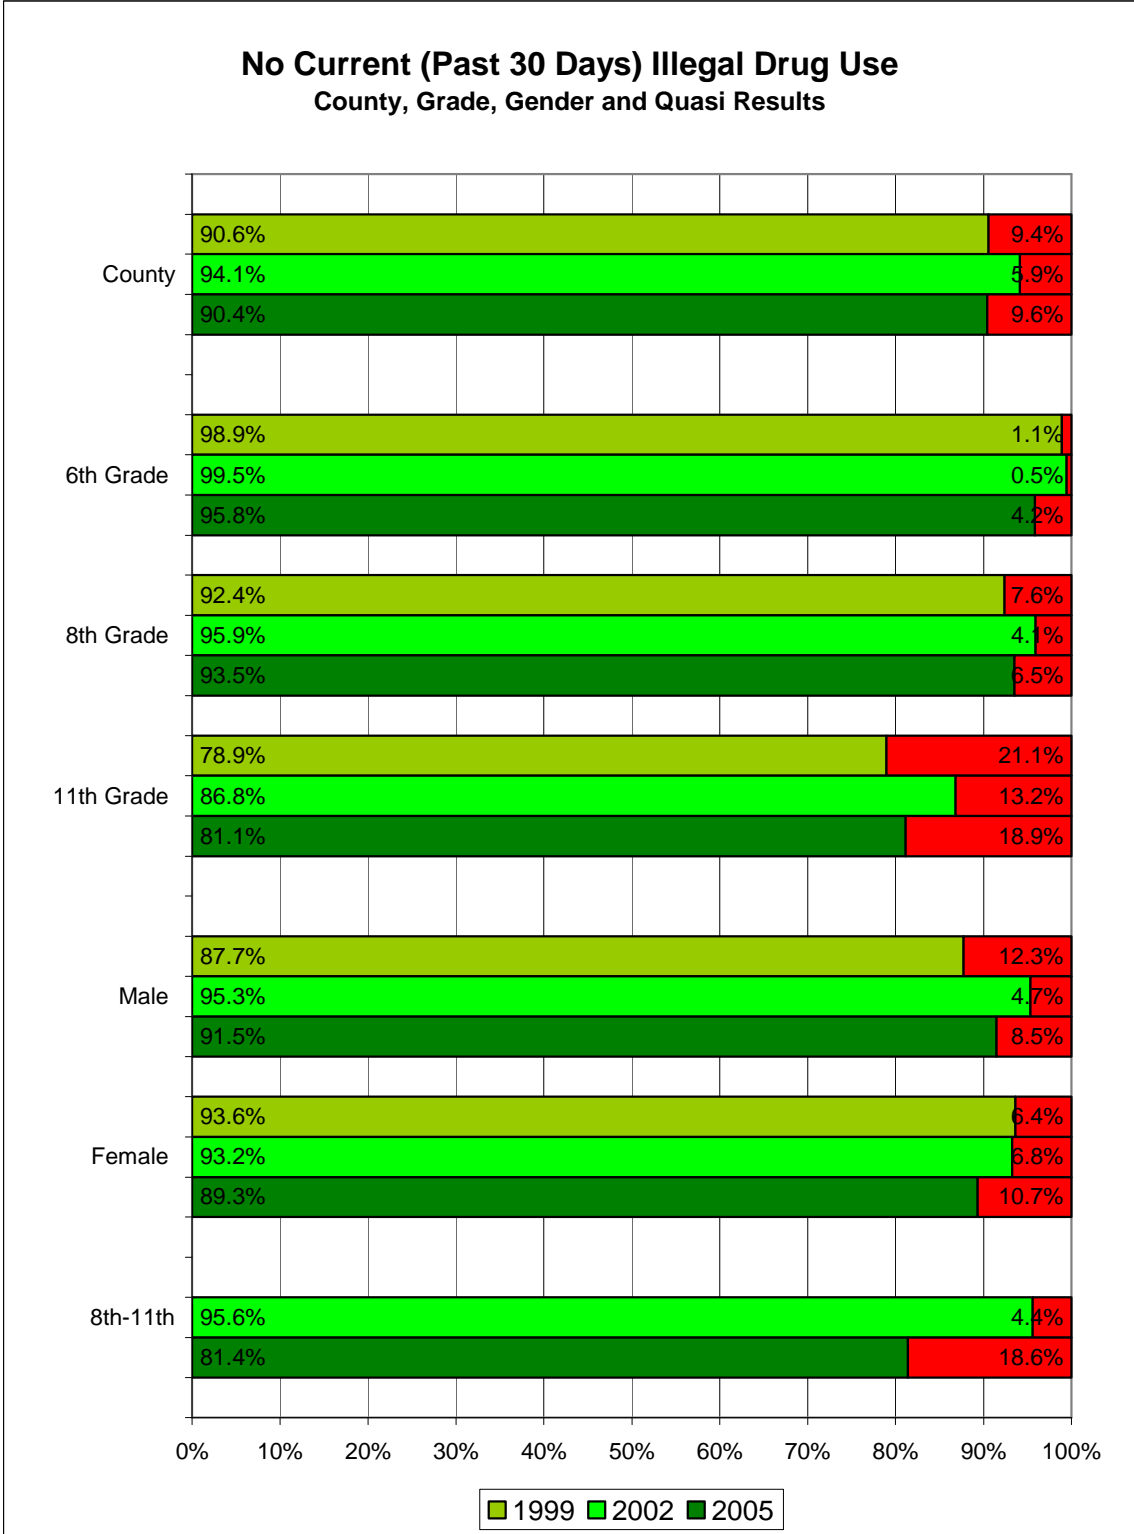 No Current (Past 30 Days) Illegal Drug Use
County, Grade, Gender and Quasi Results
90.6% 9.4%
County 94.1% 5.9%
90.4% 9.6%
98.9% 1.1%
6th Grade 99.5% 0.5%
95.8% 4.2%
92.4% 7.6%
8th Grade 95.9% 4.1%
93.5% 6.5%
78.9% 21.1%
11th Grade 86.8% 13.2%
81.1% 18.9%
87.7% 12.3%
Male 95.3% 4.7%
91.5% 8.5%
93.6% 6.4%
Female 93.2% 6.8%
89.3% 10.7%
8th-11th 95.6% 4.4%
81.4% 18.6%
0% 10% 20% 30% 40% 50% 60% 70% 80% 90% 100%
1999 2002 2005